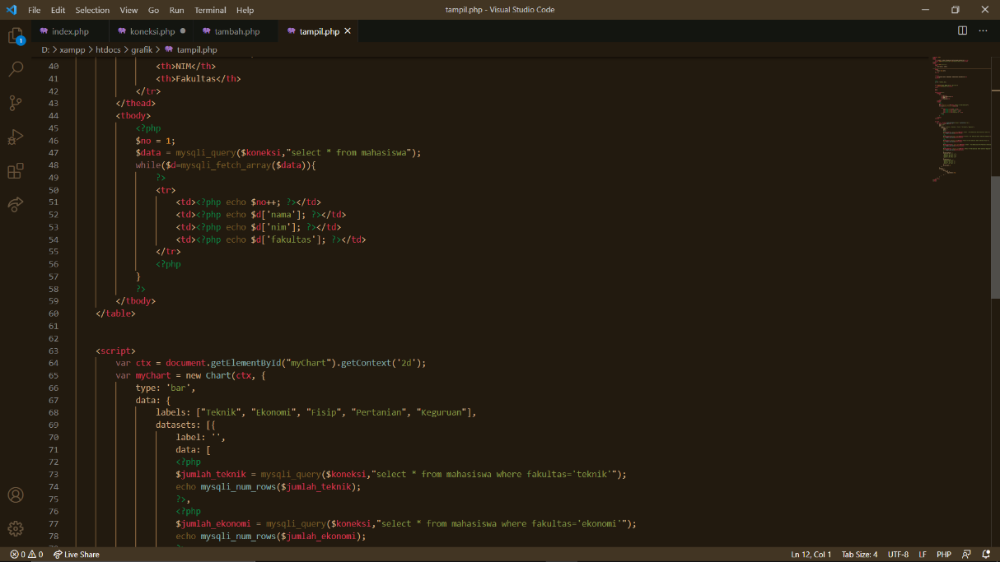 File Edit Selection View Go Run Terminal Help tampil.php - Visual Studio Code
index.php koneksi.php tambah.php tampil.php
D: > xampp > htdocs > grafik > tampil.php
1
40 <th>NIM</th>
41 <th>Fakultas</th>
42 </tr>
43 </thead>
44 <tbody>
45 <?php
46 $no = 1;
47 $data = mysqli_query($koneksi,"select * from mahasiswa");
48 while($d=mysqli_fetch_array($data)){
49 ?>
50 <tr>
51 <td><?php echo $no++; ?></td>
52 <td><?php echo $d['nama']; ?></td>
53 <td><?php echo $d['nim']; ?></td>
54 <td><?php echo $d['fakultas']; ?></td>
55 </tr>
56 <?php
57 }
58 ?>
59 </tbody>
60 </table>
61
62
63 <script>
64 var ctx = document.getElementById("myChart").getContext('2d');
65 var myChart = new Chart(ctx, {
66 type: 'bar',
67 data: {
68 labels: ["Teknik", "Ekonomi", "Fisip", "Pertanian", "Keguruan"],
69 datasets: [{
70 label: '',
71 data: [
72 <?php
73 $jumlah_teknik = mysqli_query($koneksi,"select * from mahasiswa where fakultas='teknik'");
74 echo mysqli_num_rows($jumlah_teknik);
75 ?>,
76 <?php
77 $jumlah_ekonomi = mysqli_query($koneksi,"select * from mahasiswa where fakultas='ekonomi'");
78 echo mysqli_num_rows($jumlah_ekonomi);
0 0 Live Share Ln 12, Col 1 Tab Size: 4 UTF-8 LF PHP